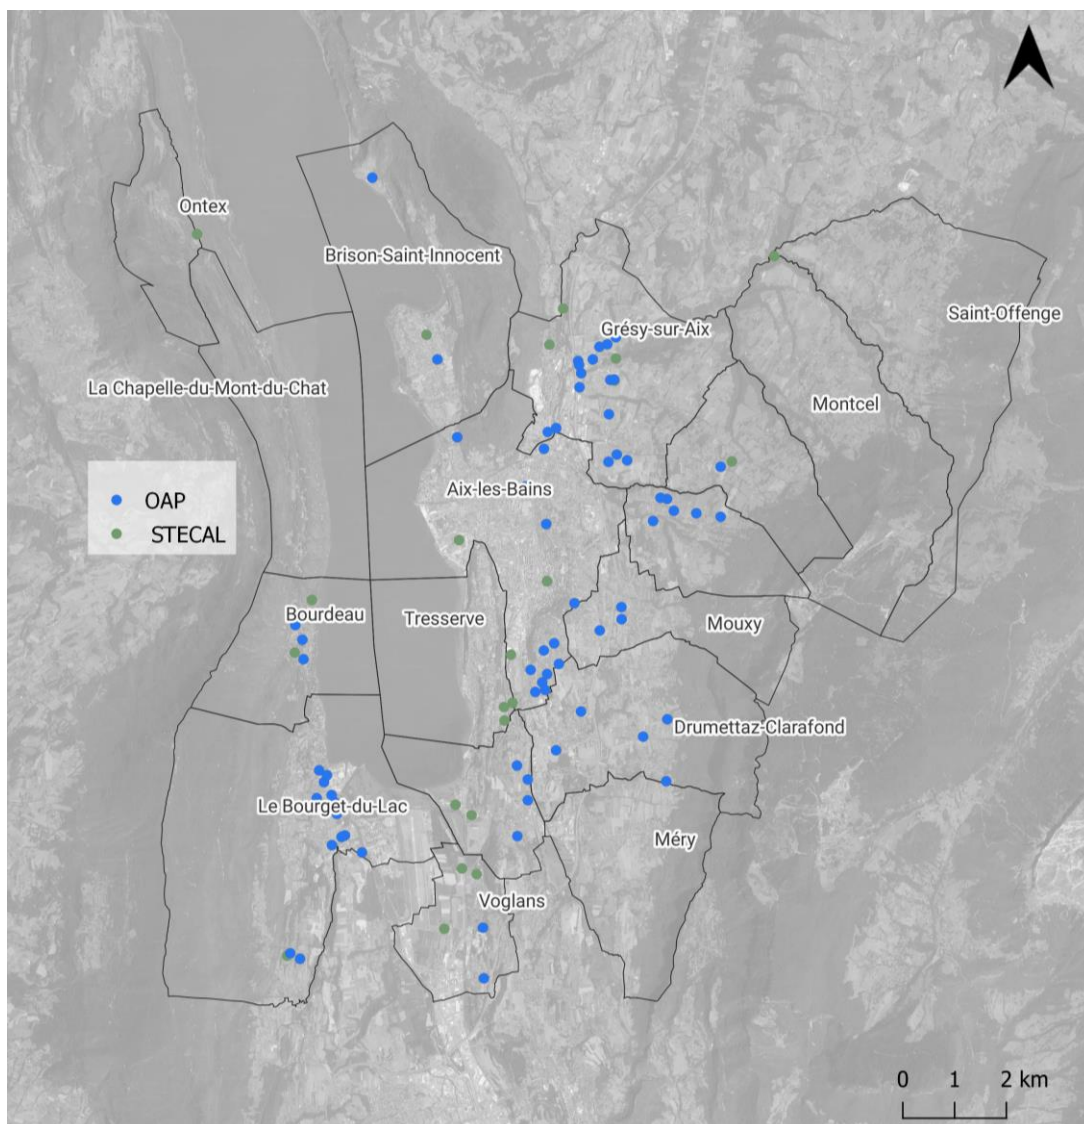 Ontex
Brison-Saint-Innocent
Saint-Offenge
Grésy-sur-Aix
La Chapelle-du-Mont-du-Chat
Montcel
Aix-les-Bains
OAP
STECAL
Bourdeau
Tresserve
Mouxy
Drumettaz-Clarafond
Le Bourget-du-Lac
Méry
Voglans
0 1 2 km